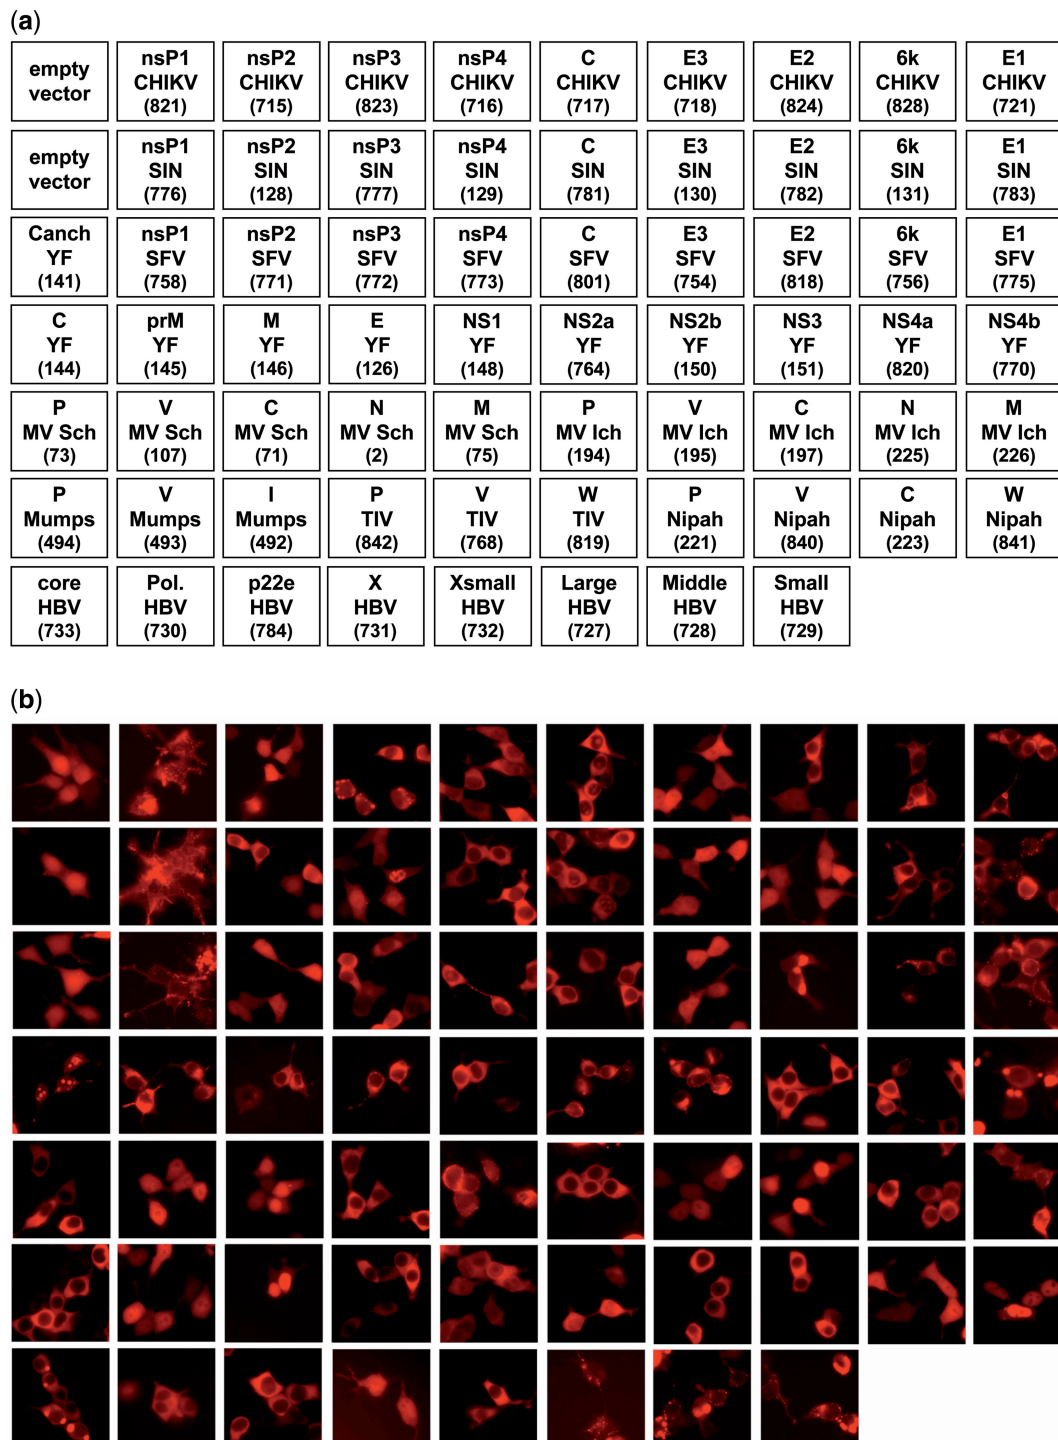 (a)
empty vector
nsP1 CHIKV (821)
nsP2 CHIKV (715)
nsP3 CHIKV (823)
nsP4 CHIKV (716)
C CHIKV (717)
E3 CHIKV (718)
E2 CHIKV (824)
6k CHIKV (828)
E1 CHIKV (721)
empty vector
nsP1 SIN (776)
nsP2 SIN (128)
nsP3 SIN (777)
nsP4 SIN (129)
C SIN (781)
E3 SIN (130)
E2 SIN (782)
6k SIN (131)
E1 SIN (783)
Canch YF (141)
nsP1 SFV (758)
nsP2 SFV (771)
nsP3 SFV (772)
nsP4 SFV (773)
C SFV (801)
E3 SFV (754)
E2 SFV (818)
6k SFV (756)
E1 SFV (775)
C YF (144)
prM YF (145)
M YF (146)
E YF (126)
NS1 YF (148)
NS2a YF (764)
NS2b YF (150)
NS3 YF (151)
NS4a YF (820)
NS4b YF (770)
P MV Sch (73)
V MV Sch (107)
C MV Sch (71)
N MV Sch (2)
M MV Sch (75)
P MV Ich (194)
V MV Ich (195)
C MV Ich (197)
N MV Ich (225)
M MV Ich (226)
P Mumps (494)
V Mumps (493)
I Mumps (492)
P TIV (842)
V TIV (768)
W TIV (819)
P Nipah (221)
V Nipah (840)
C Nipah (223)
W Nipah (841)
core HBV (733)
Pol. HBV (730)
p22e HBV (784)
X HBV (731)
Xsmall HBV (732)
Large HBV (727)
Middle HBV (728)
Small HBV (729)
(b)